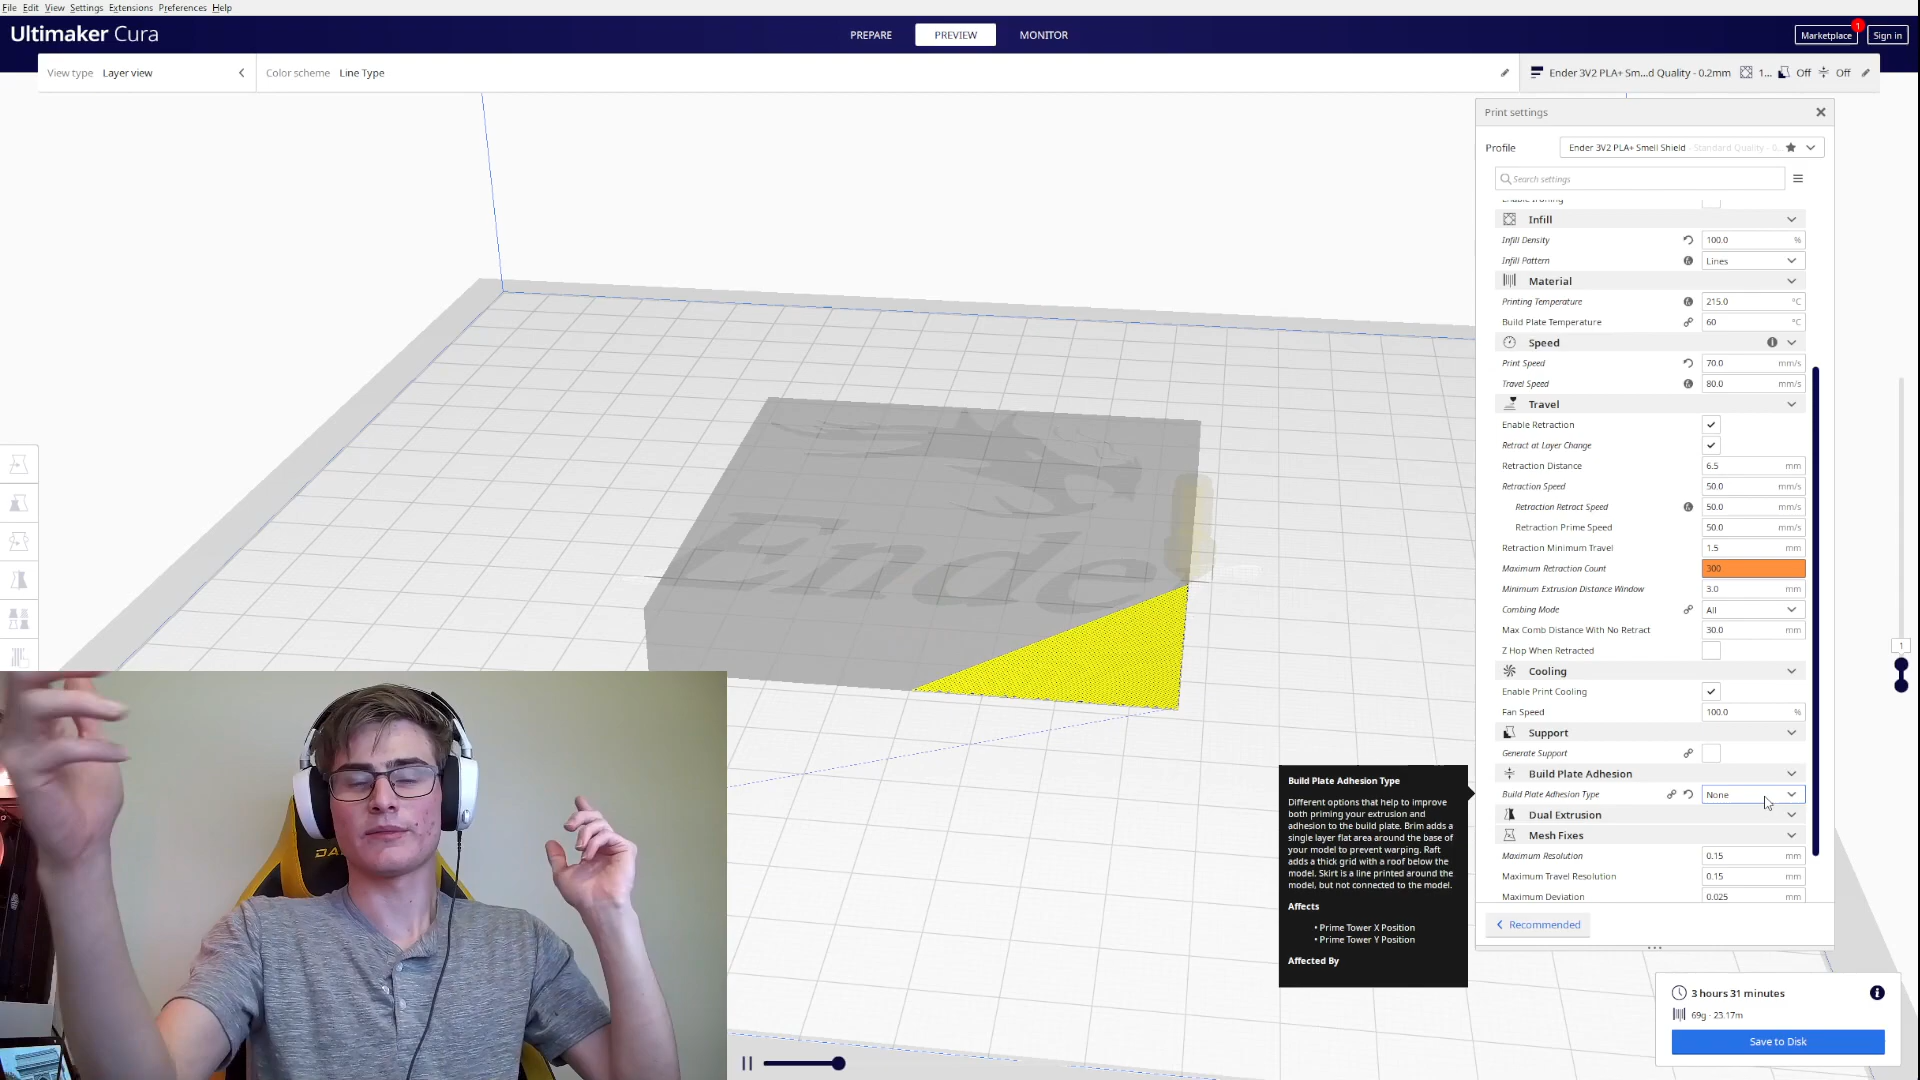 File Edit View Settings Extensions Preferences Help
Ultimaker Cura
PREPARE PREVIEW MONITOR
1
Marketplace Sign in
View type Layer view
Color scheme Line Type
Ender 3V2 PLA+ Sm...d Quality - 0.2mm 1... Off Off
Print settings
Profile Ender 3V2 PLA+ Smell Shield - Standard Quality - 0...
Search settings
Enable Ironing
Infill
Infill Density 100.0 %
Infill Pattern Lines
Material
Printing Temperature 215.0 °C
Build Plate Temperature 60 °C
Speed
Print Speed 70.0 mm/s
Travel Speed 80.0 mm/s
Travel
Enable Retraction
Retract at Layer Change
Retraction Distance 6.5 mm
Retraction Speed 50.0 mm/s
Retraction Retract Speed 50.0 mm/s
Retraction Prime Speed 50.0 mm/s
Retraction Minimum Travel 1.5 mm
Maximum Retraction Count 300
Minimum Extrusion Distance Window 3.0 mm
Combing Mode All
Max Comb Distance With No Retract 30.0 mm
Z Hop When Retracted
Cooling
Enable Print Cooling
Fan Speed 100.0 %
Support
Generate Support
Build Plate Adhesion
Build Plate Adhesion Type None
Dual Extrusion
Mesh Fixes
Maximum Resolution 0.15 mm
Maximum Travel Resolution 0.15 mm
Maximum Deviation 0.025 mm
Recommended
1
Ende
Build Plate Adhesion Type
Different options that help to improve
both priming your extrusion and
adhesion to the build plate. Brim adds a
single layer flat area around the base of
your model to prevent warping. Raft
adds a thick grid with a roof below the
model. Skirt is a line printed around the
model, but not connected to the model.
Affects
• Prime Tower X Position
• Prime Tower Y Position
Affected By
3 hours 31 minutes
69g · 23.17m
Save to Disk
DA